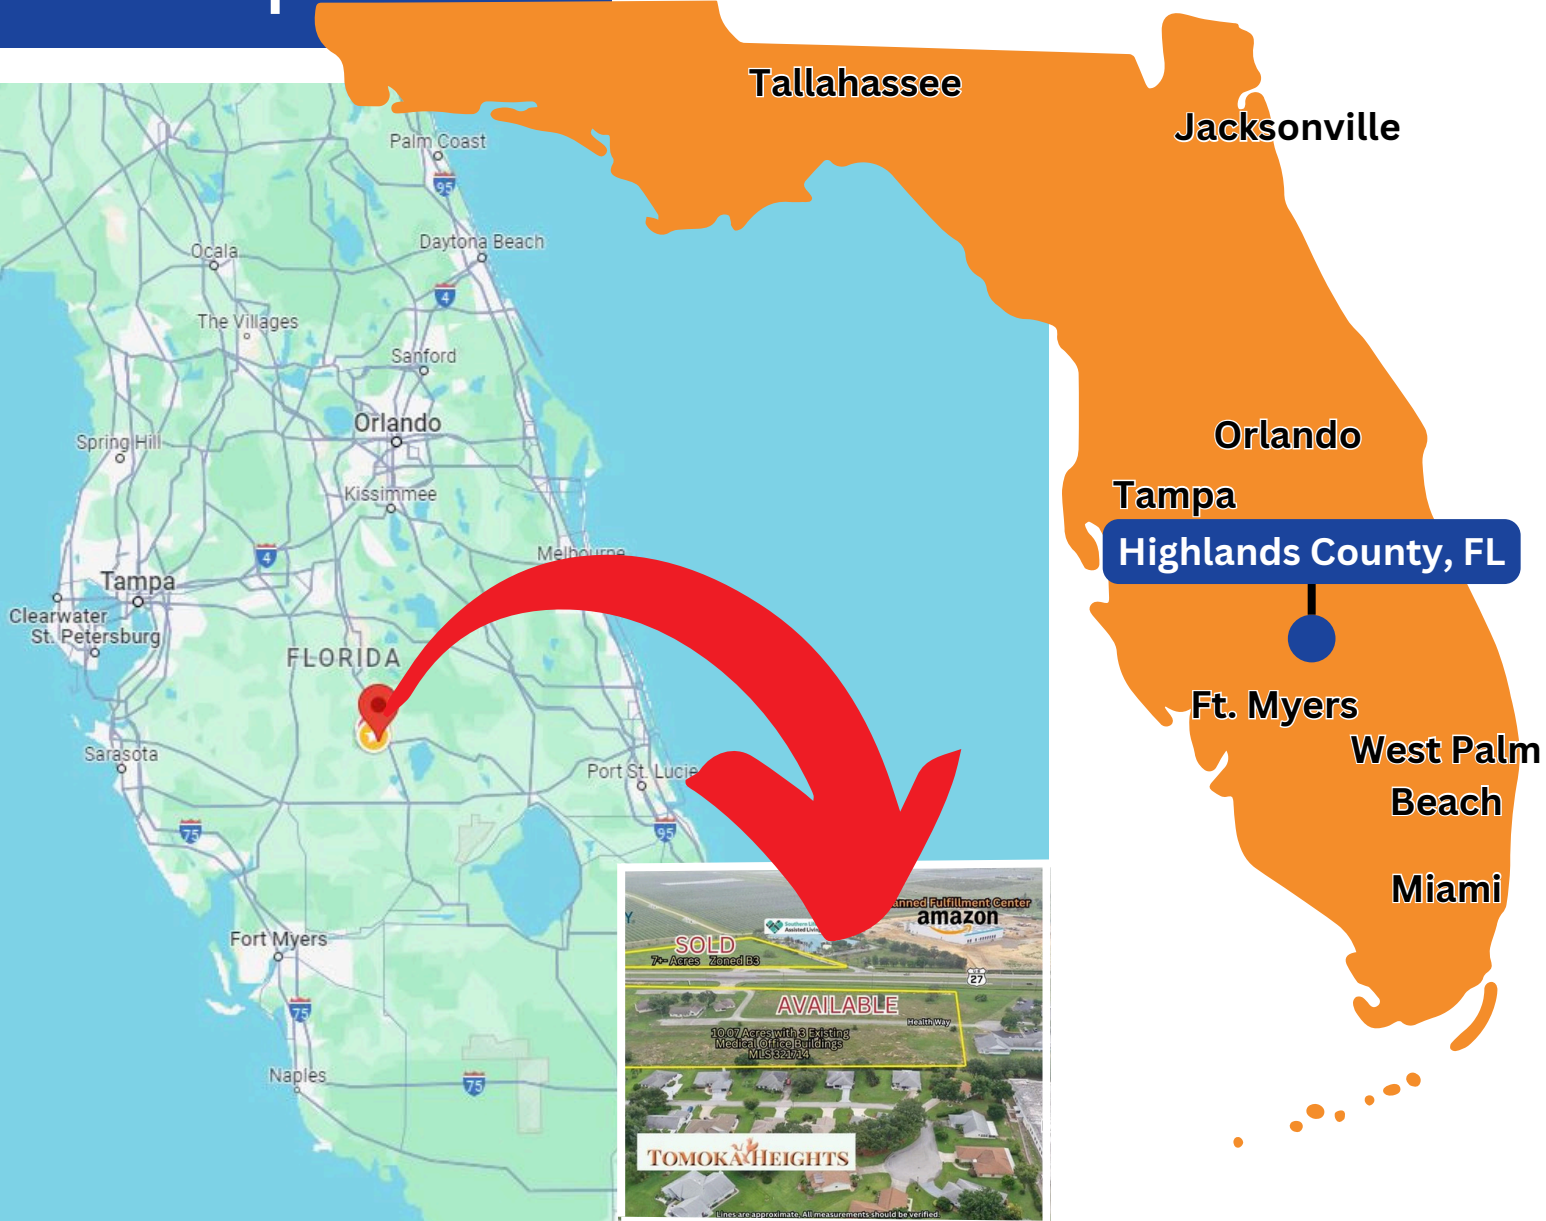 Tallahassee
Jacksonville
Orlando
Tampa
Highlands County, FL
Ft. Myers
West Palm
Beach
Miami
Palm Coast
95
Daytona Beach
Ocala
4
The Villages
Sanford
Orlando
Spring Hill
Kissimmee
4
Melbourne
Tampa
Clearwater
St. Petersburg
FLORIDA
Sarasota
Port St. Lucie
75
95
Fort Myers
75
Naples
75
Fulfillment Center
amazon
Assisted
SOLD
7+- Acres Zoned B3
27
AVAILABLE
Health Way
10.07 Acres with 3 Existing
Medical Office Buildings
MLS 321714
TOMOKA HEIGHTS
Lines are approximate, All measurements should be verified.